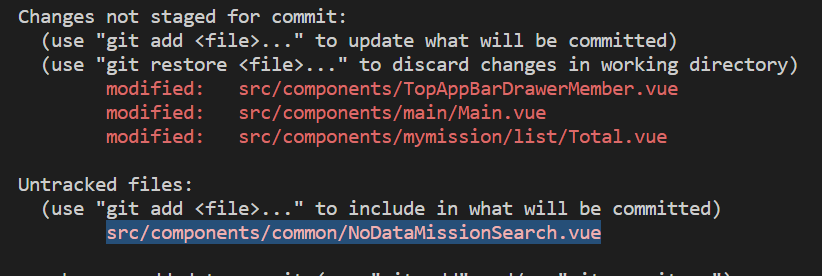 Changes not staged for commit:
(use "git add <file>..." to update what will be committed)
(use "git restore <file>..." to discard changes in working directory)
modified: src/components/TopAppBarDrawerMember.vue
modified: src/components/main/Main.vue
modified: src/components/mymission/list/Total.vue
Untracked files:
(use "git add <file>..." to include in what will be committed)
src/components/common/NoDataMissionSearch.vue